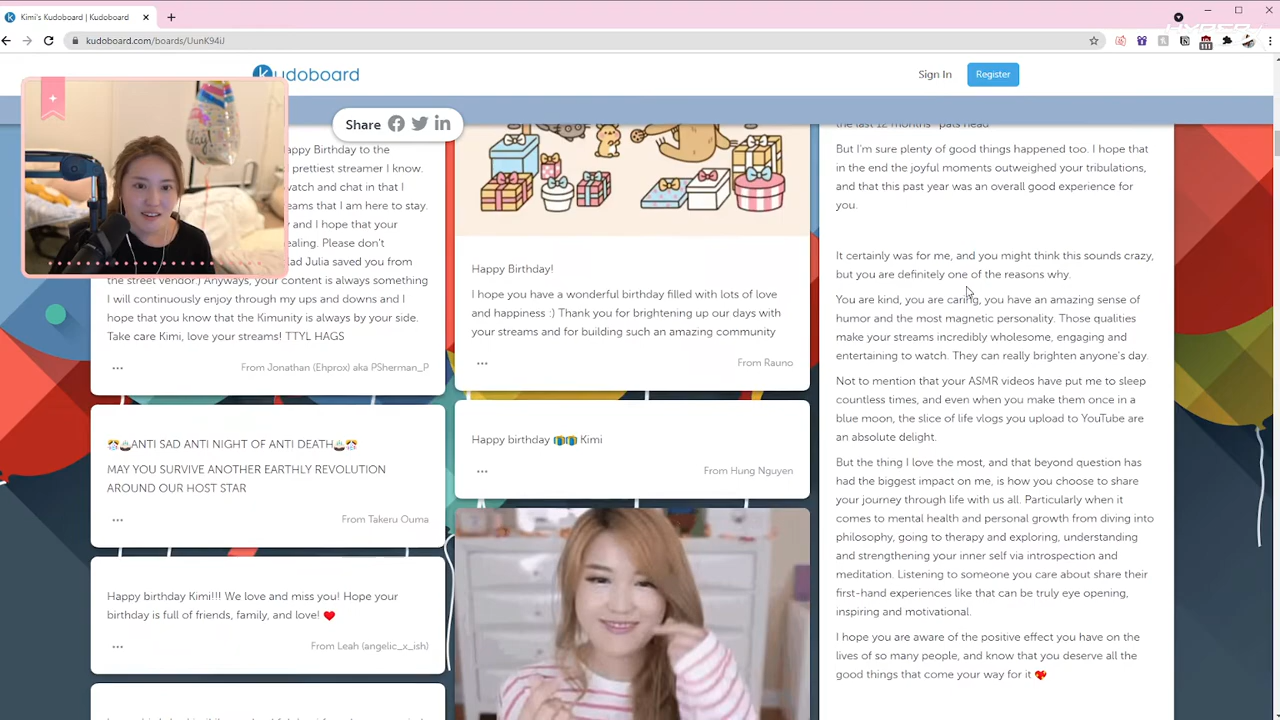 Kimi's Kudoboard | Kudoboard
kudoboard.com/boards/UunK94iJ
kudoboard
Sign In
Register
Share
appy Birthday to the
prettiest streamer I know.
atch and chat in that I
eams that I am here to stay.
y and I hope that your
ealing. Please don't
lad Julia saved you from
the street vendor.) Anyways, your content is always something
I will continuously enjoy through my ups and downs and I
hope that you know that the Kimunity is always by your side.
Take care Kimi, love your streams! TTYL HAGS
From Jonathan (Ehprox) aka PSherman_P
ANTI SAD ANTI NIGHT OF ANTI DEATH
MAY YOU SURVIVE ANOTHER EARTHLY REVOLUTION
AROUND OUR HOST STAR
From Takeru Ouma
Happy birthday Kimi!!! We love and miss you! Hope your
birthday is full of friends, family, and love! ❤️
From Leah (angelic_x_ish)
Happy Birthday!
I hope you have a wonderful birthday filled with lots of love
and happiness :) Thank you for brightening up our days with
your streams and for building such an amazing community
From Rauno
Happy birthday 🎁🎁 Kimi
From Hung Nguyen
the last 12 months *pats head*
But I'm sure plenty of good things happened too. I hope that
in the end the joyful moments outweighed your tribulations,
and that this past year was an overall good experience for
you.
It certainly was for me, and you might think this sounds crazy,
but you are definitely one of the reasons why.
You are kind, you are caring, you have an amazing sense of
humor and the most magnetic personality. Those qualities
make your streams incredibly wholesome, engaging and
entertaining to watch. They can really brighten anyone's day.
Not to mention that your ASMR videos have put me to sleep
countless times, and even when you make them once in a
blue moon, the slice of life vlogs you upload to YouTube are
an absolute delight.
But the thing I love the most, and that beyond question has
had the biggest impact on me, is how you choose to share
your journey through life with us all. Particularly when it
comes to mental health and personal growth from diving into
philosophy, going to therapy and exploring, understanding
and strengthening your inner self via introspection and
meditation. Listening to someone you care about share their
first-hand experiences like that can be truly eye opening,
inspiring and motivational.
I hope you are aware of the positive effect you have on the
lives of so many people, and know that you deserve all the
good things that come your way for it 💖